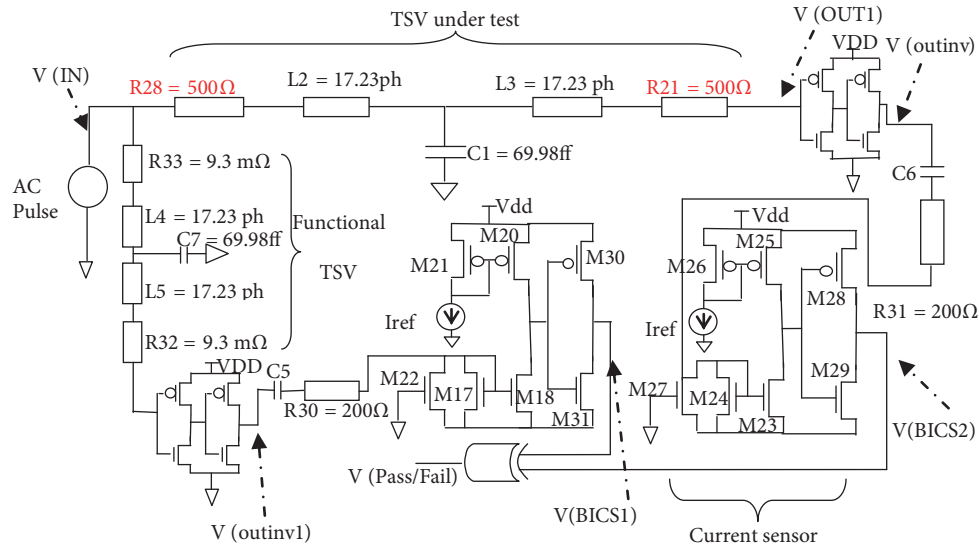 TSV under test
V (OUT1)
VDD
V (outinv)
V (IN)
R28 = 500Ω
L2 = 17.23ph
L3 = 17.23 ph
R21 = 500Ω
C1 = 69.98ff
C6
R33 = 9.3 mΩ
AC
Pulse
L4 = 17.23 ph
C7 = 69.98ff
Functional
TSV
L5 = 17.23 ph
R32 = 9.3mΩ
Vdd
M20
M21
M30
Iref
Vdd
M25
M26
M28
Iref
R31 = 200Ω
VDD
C5
R30 = 200Ω
M22
M17
M18
M31
M27
M24
M23
M29
V (Pass/Fail)
V(BICS1)
V(BICS2)
V (outinv1)
Current sensor